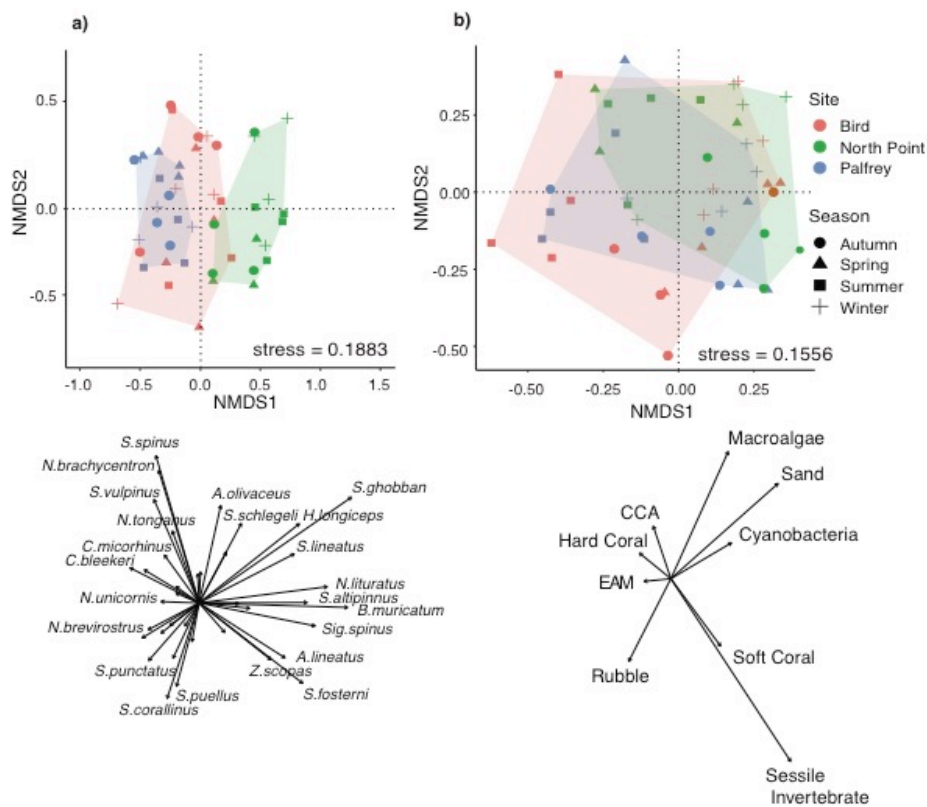 a)
b)
NMDS2
0.5
0.0
-0.5
-1.0 -0.5 0.0 0.5 1.0 1.5
NMDS1
stress = 0.1883
NMDS2
0.25
0.00
-0.25
-0.50
-0.50 -0.25 0.00 0.25 0.50
NMDS1
stress = 0.1556
Site
Bird
North Point
Palfrey
Season
Autumn
Spring
Summer
Winter
S.spinus
N.brachycentron
S.vulpinus
A.olivaceus
S.ghobban
N.tonganus
S.schlegeli H.longiceps
C.micorhinus
S.lineatus
C.bleekeri
N.lituratus
N.unicornis
S.altipinnus
B.muricatum
N.brevirostrus
Sig.spinus
A.lineatus
S.punctatus
Z.scopas
S.puellus
S.fosterni
S.corallinus
Macroalgae
Sand
CCA
Cyanobacteria
Hard Coral
EAM
Soft Coral
Rubble
Sessile
Invertebrate